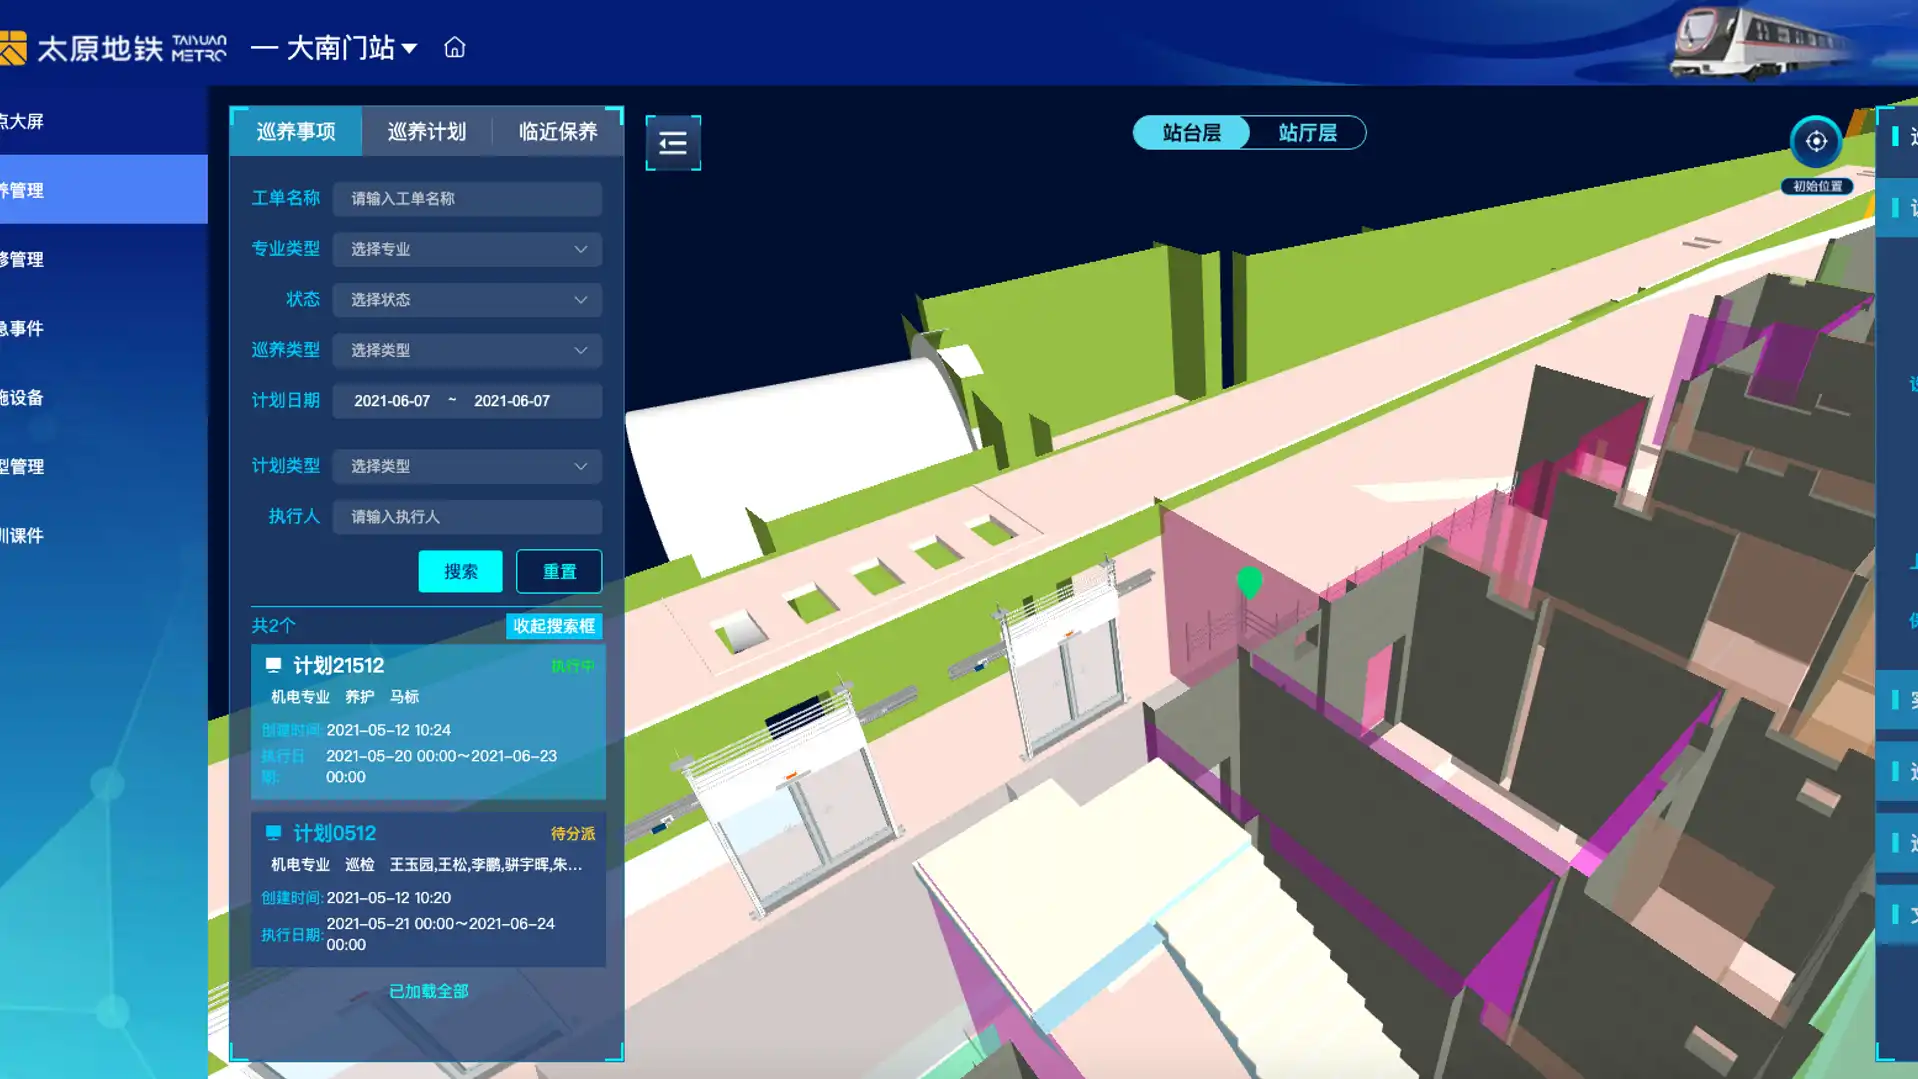 太原地铁 TAIYUAN METRO — 大南门站
点大屏
养管理
修管理
急事件
施设备
型管理
训课件
巡养事项 巡养计划 临近保养
工单名称 请输入工单名称
专业类型 选择专业
状态 选择状态
巡养类型 选择类型
计划日期 2021-06-07 ~ 2021-06-07
计划类型 选择类型
执行人 请输入执行人
搜索 重置
共2个 收起搜索框
计划21512 执行中
机电专业 养护 马标
创建时间: 2021-05-12 10:24
执行日期: 2021-05-20 00:00~2021-06-23 00:00
计划0512 待分派
机电专业 巡检 王玉园,王松,李鹏,骈宇晖,朱...
创建时间: 2021-05-12 10:20
执行日期: 2021-05-21 00:00~2021-06-24 00:00
已加载全部
站台层 站厅层
初始位置